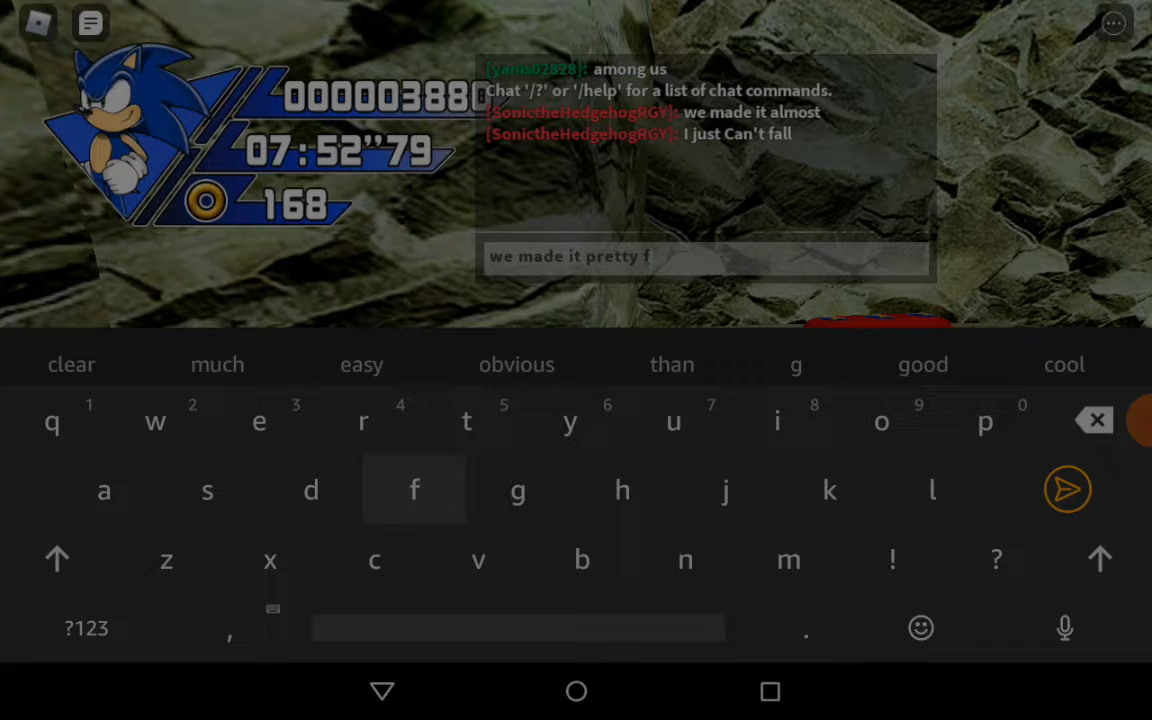 000003880
07:52"79
168
[yams02828]: among us
Chat '/?' or '/help' for a list of chat commands.
[SonictheHedgehogRGY]: we made it almost
[SonictheHedgehogRGY]: I just Can't fall
we made it pretty f
clear much easy obvious than g good cool
1 2 3 4 5 6 7 8 9 0
q w e r t y u i o p
a s d f g h j k l
z x c v b n m ! ?
?123 , .